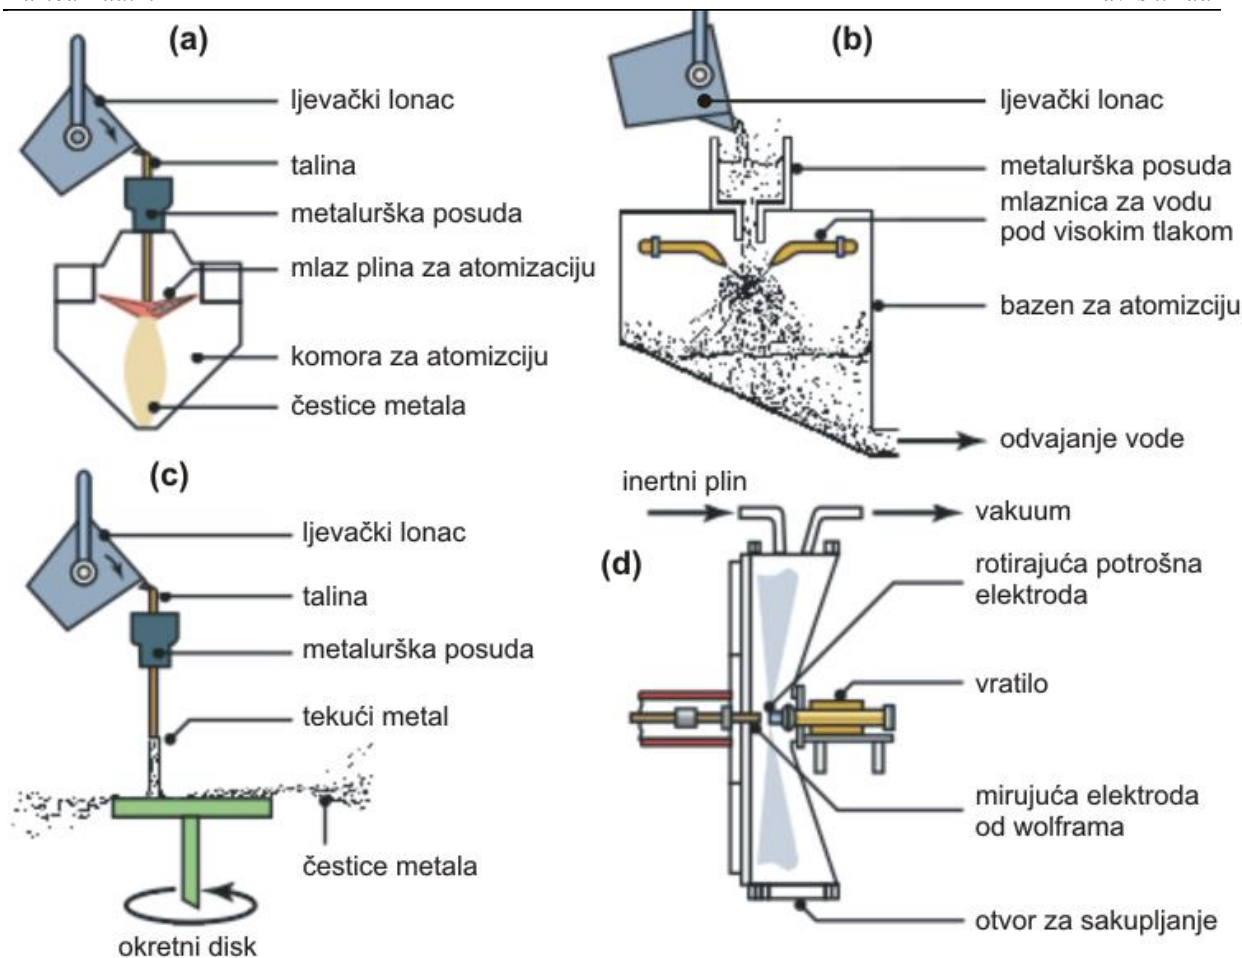 (a)
ljevački lonac
talina
metalurška posuda
mlaz plina za atomizaciju
komora za atomizciju
čestice metala
(b)
ljevački lonac
metalurška posuda
mlaznica za vodu
pod visokim tlakom
bazen za atomizciju
odvajanje vode
(c)
ljevački lonac
talina
metalurška posuda
tekući metal
čestice metala
okretni disk
(d)
inertni plin
vakuum
rotirajuća potrošna
elektroda
vratilo
mirujuća elektroda
od wolframa
otvor za sakupljanje